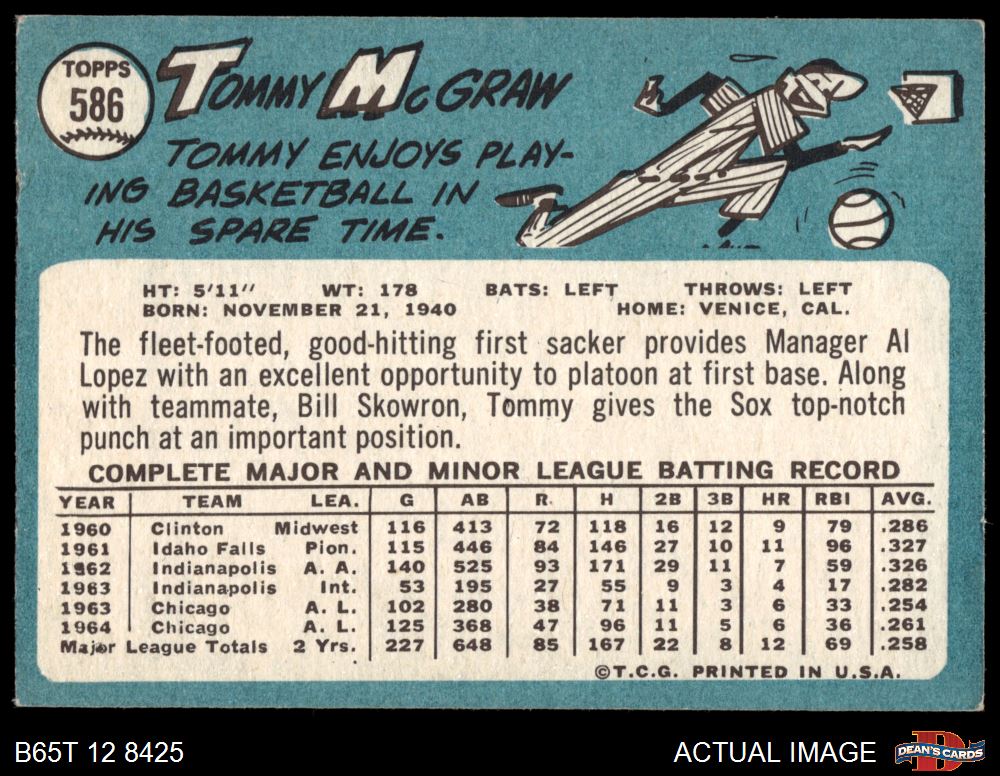 TOPPS
586
TOMMY McGRAW
TOMMY ENJOYS PLAY-
ING BASKETBALL IN
HIS SPARE TIME.
HT: 5'11" WT: 178 BATS: LEFT THROWS: LEFT
BORN: NOVEMBER 21, 1940 HOME: VENICE, CAL.
The fleet-footed, good-hitting first sacker provides Manager Al
Lopez with an excellent opportunity to platoon at first base. Along
with teammate, Bill Skowron, Tommy gives the Sox top-notch
punch at an important position.
COMPLETE MAJOR AND MINOR LEAGUE BATTING RECORD
YEAR TEAM LEA. G AB R. H 2B 3B HR RBI AVG.
1960 Clinton Midwest 116 413 72 118 16 12 9 79 .286
1961 Idaho Falls Pion. 115 446 84 146 27 10 11 96 .327
1962 Indianapolis A. A. 140 525 93 171 29 11 7 59 .326
1963 Indianapolis Int. 53 195 27 55 9 3 4 17 .282
1963 Chicago A. L. 102 280 38 71 11 3 6 33 .254
1964 Chicago A. L. 125 368 47 96 11 5 6 36 .261
Major League Totals 2 Yrs. 227 648 85 167 22 8 12 69 .258
©T.C.G. PRINTED IN U.S.A.
B65T 12 8425 ACTUAL IMAGE DEAN'S CARDS